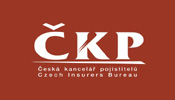 ČKP
Česká kancelář pojistitelů
Czech Insurers Bureau